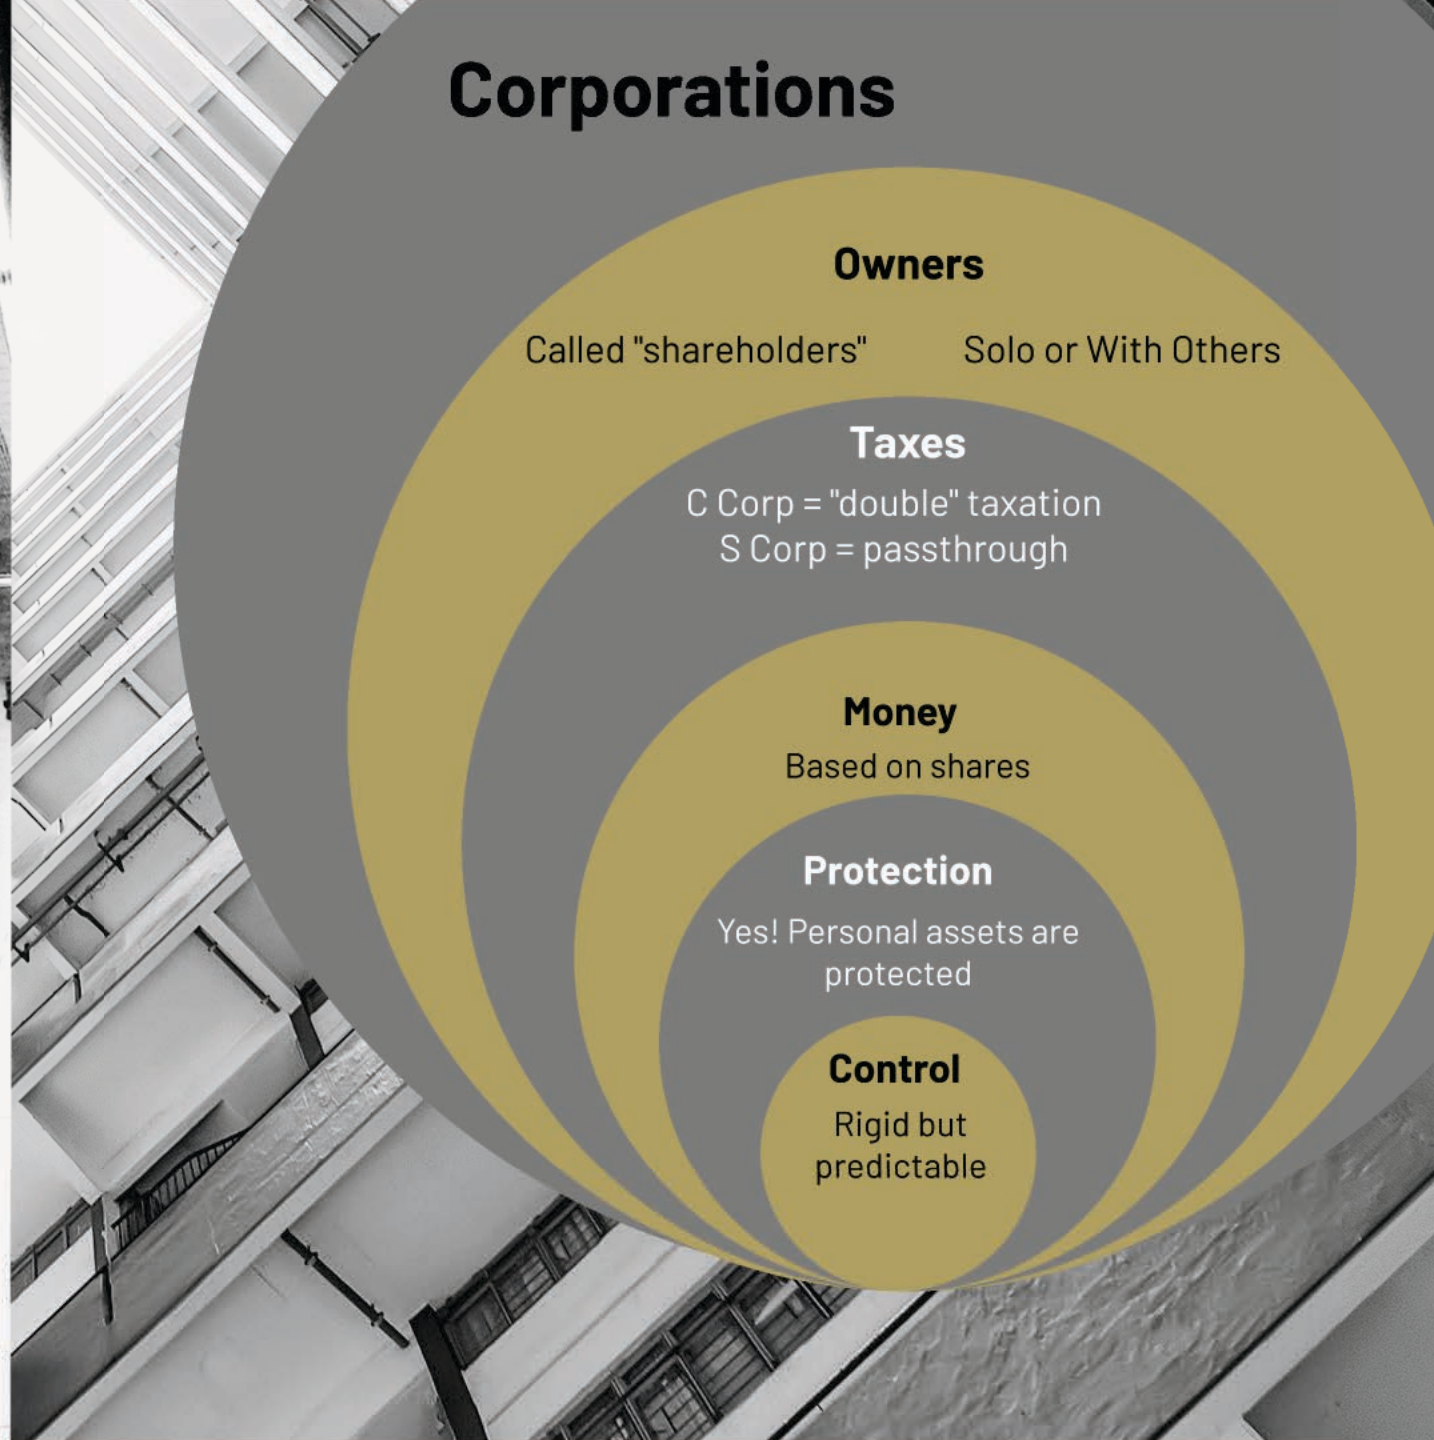 Corporations
Owners
Called "shareholders" Solo or With Others
Taxes
C Corp = "double" taxation
S Corp = passthrough
Money
Based on shares
Protection
Yes! Personal assets are
protected
Control
Rigid but
predictable